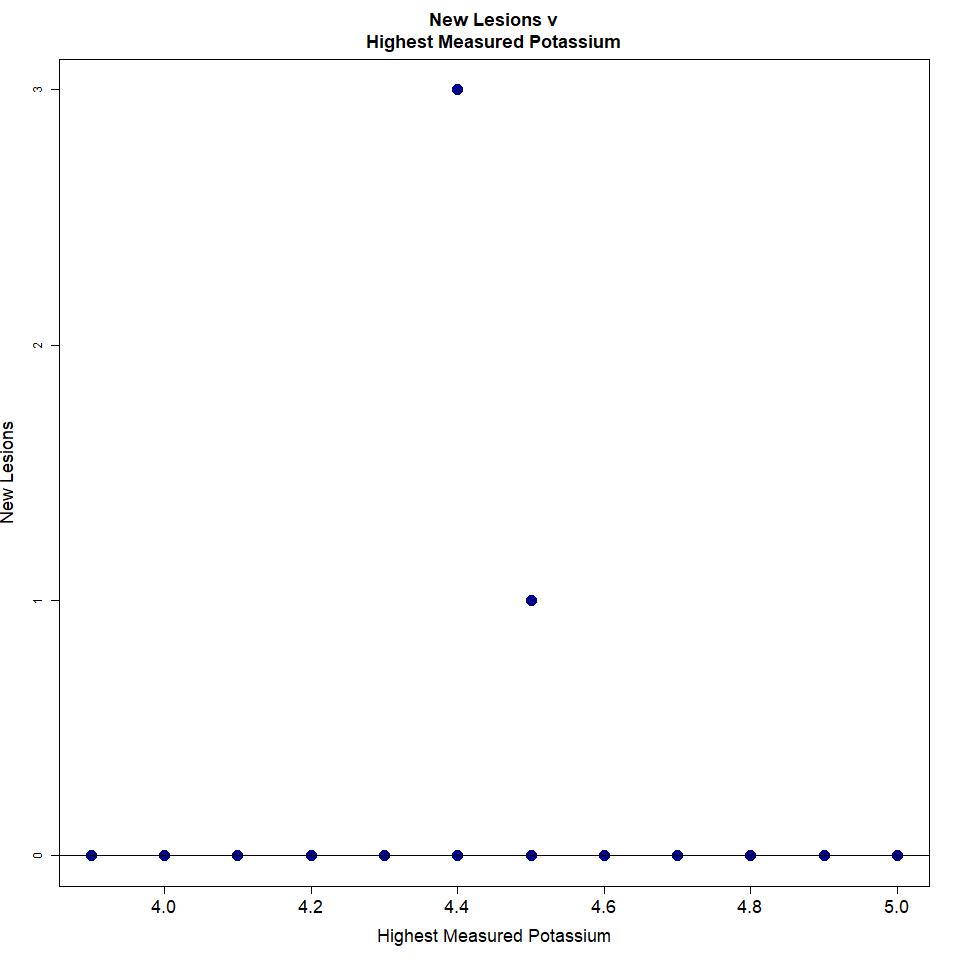 New Lesions v
Highest Measured Potassium
3
2
1
0
New Lesions
4.0 4.2 4.4 4.6 4.8 5.0
Highest Measured Potassium